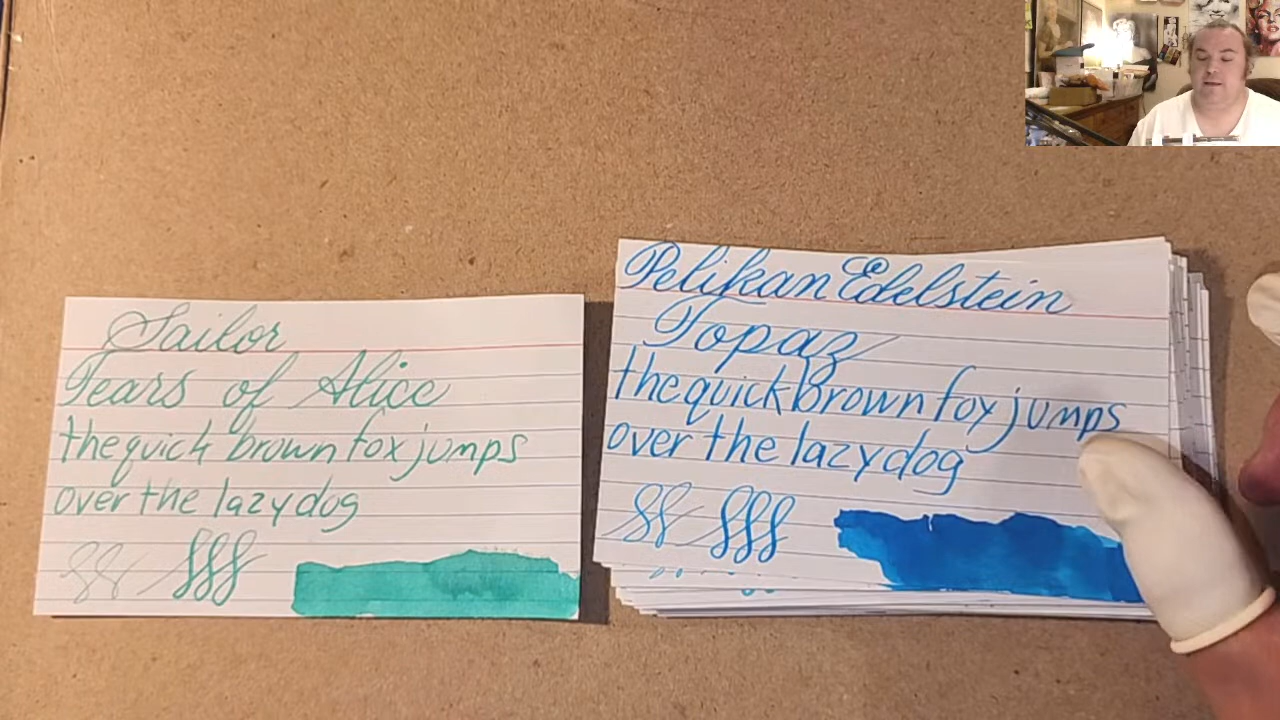 Sailor
Tears of Alice
the quick brown fox jumps
over the lazy dog
Pelikan Edelstein
Topaz
the quick brown fox jumps
over the lazy dog